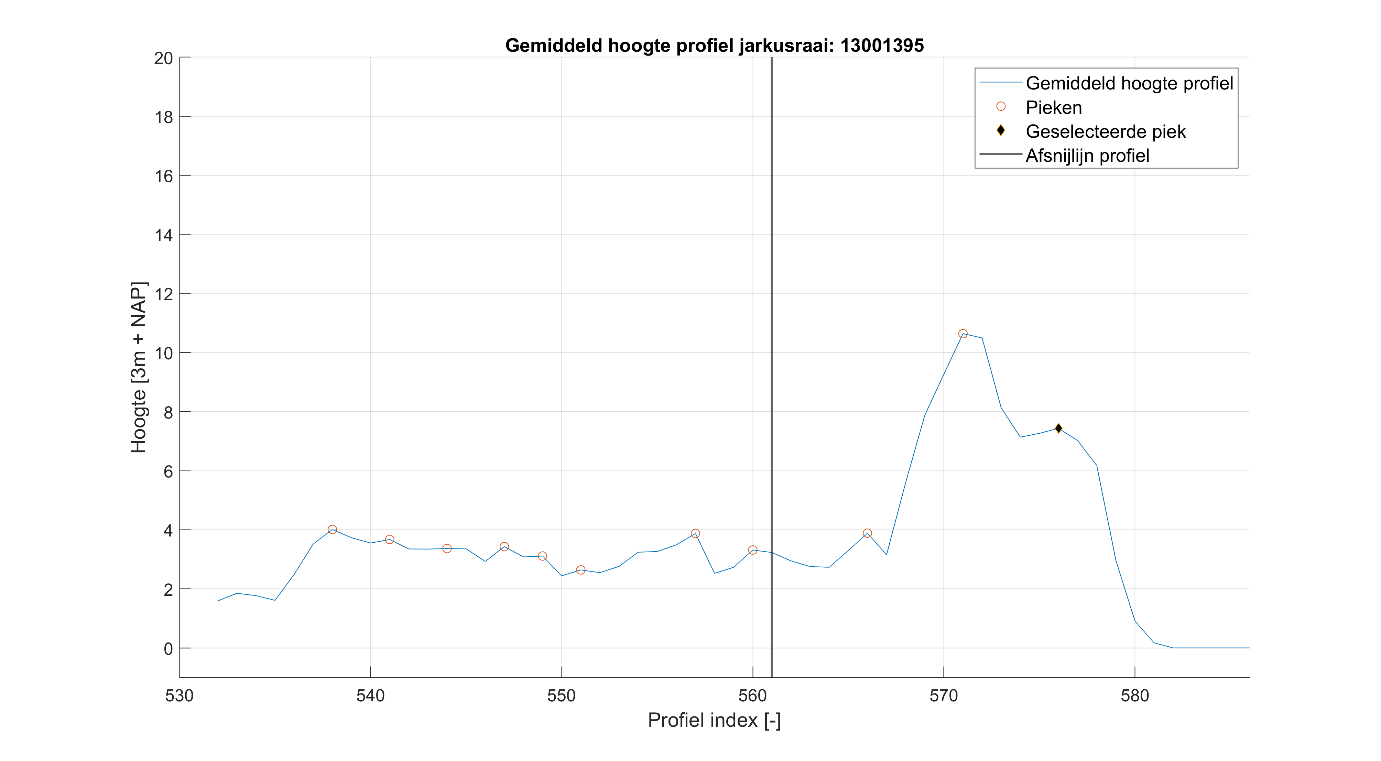 Gemiddeld hoogte profiel jarkusraai: 13001395
Gemiddeld hoogte profiel
Pieken
Geselecteerde piek
Afsnijlijn profiel
Hoogte [3m + NAP]
20
18
16
14
12
10
8
6
4
2
0
530 540 550 560 570 580
Profiel index [-]